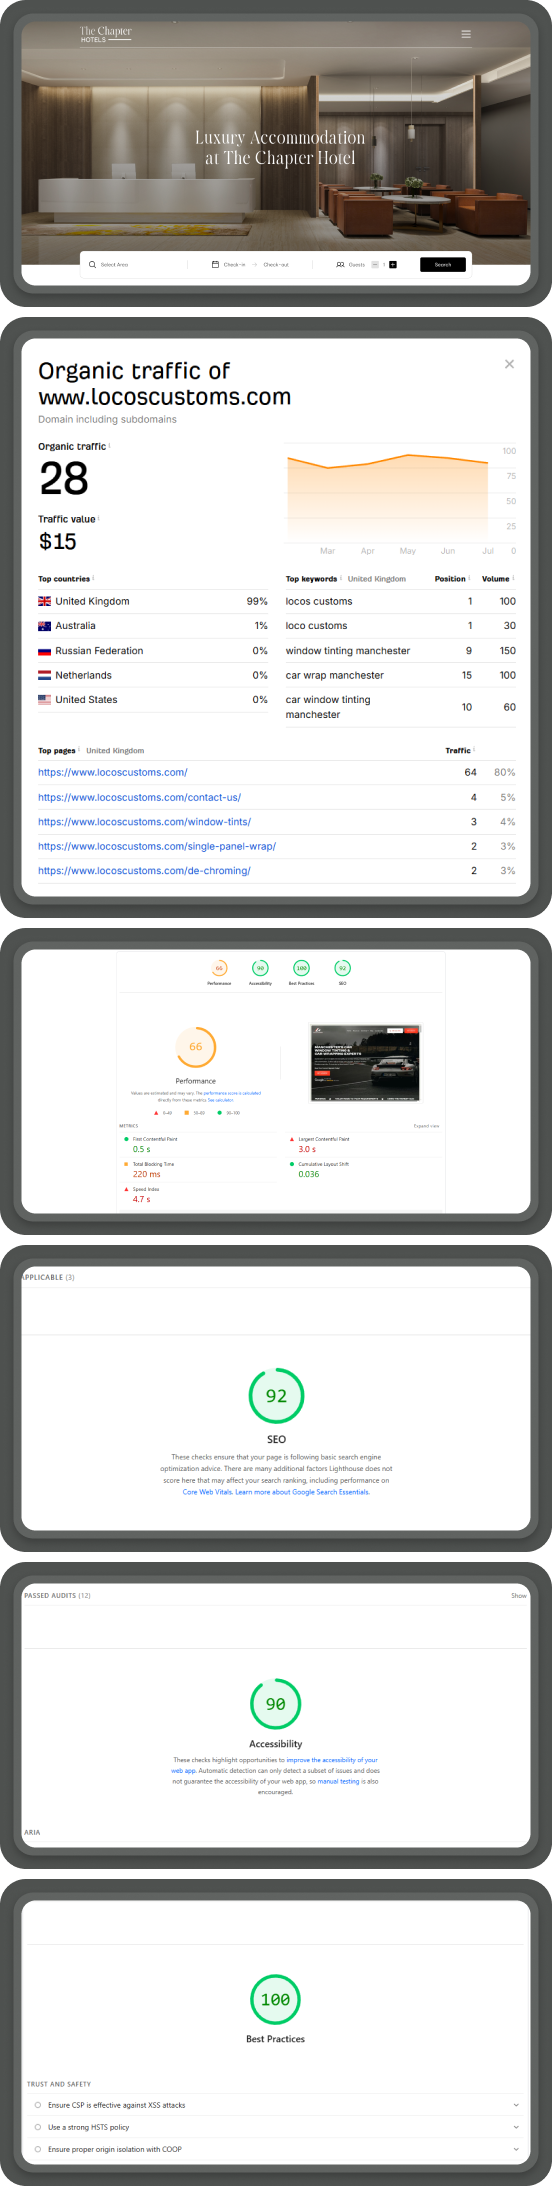 The Chapter
HOTELS
Luxury Accommodation
at The Chapter Hotel
Select Area
Check-in
Check-out
Guests
1
Search
Organic traffic of
www.locoscustoms.com
Domain including subdomains
Organic traffic
28
Traffic value
$15
100
75
50
25
Mar Apr May Jun Jul 0
Top countries
United Kingdom 99%
Australia 1%
Russian Federation 0%
Netherlands 0%
United States 0%
Top keywords United Kingdom Position Volume
locos customs 1 100
loco customs 1 30
window tinting manchester 9 150
car wrap manchester 15 100
car window tinting
manchester 10 60
Top pages United Kingdom Traffic
https://www.locoscustoms.com/ 64 80%
https://www.locoscustoms.com/contact-us/ 4 5%
https://www.locoscustoms.com/window-tints/ 3 4%
https://www.locoscustoms.com/single-panel-wrap/ 2 3%
https://www.locoscustoms.com/de-chroming/ 2 3%
66 90 100 92
Performance Accessibility Best Practices SEO
66
Performance
Values are estimated and may vary. The performance score is calculated
directly from these metrics. See calculator.
0–49 50–89 90–100
MANCHESTER'S CAR
WINDOW TINTING &
CAR WRAPPING EXPERTS
METRICS Expand view
First Contentful Paint
0.5 s
Largest Contentful Paint
3.0 s
Total Blocking Time
220 ms
Cumulative Layout Shift
0.036
Speed Index
4.7 s
APPLICABLE (3)
92
SEO
These checks ensure that your page is following basic search engine
optimization advice. There are many additional factors Lighthouse does not
score here that may affect your search ranking, including performance on
Core Web Vitals. Learn more about Google Search Essentials.
PASSED AUDITS (12) Show
90
Accessibility
These checks highlight opportunities to improve the accessibility of your
web app. Automatic detection can only detect a subset of issues and does
not guarantee the accessibility of your web app, so manual testing is also
encouraged.
ARIA
100
Best Practices
TRUST AND SAFETY
Ensure CSP is effective against XSS attacks
Use a strong HSTS policy
Ensure proper origin isolation with COOP